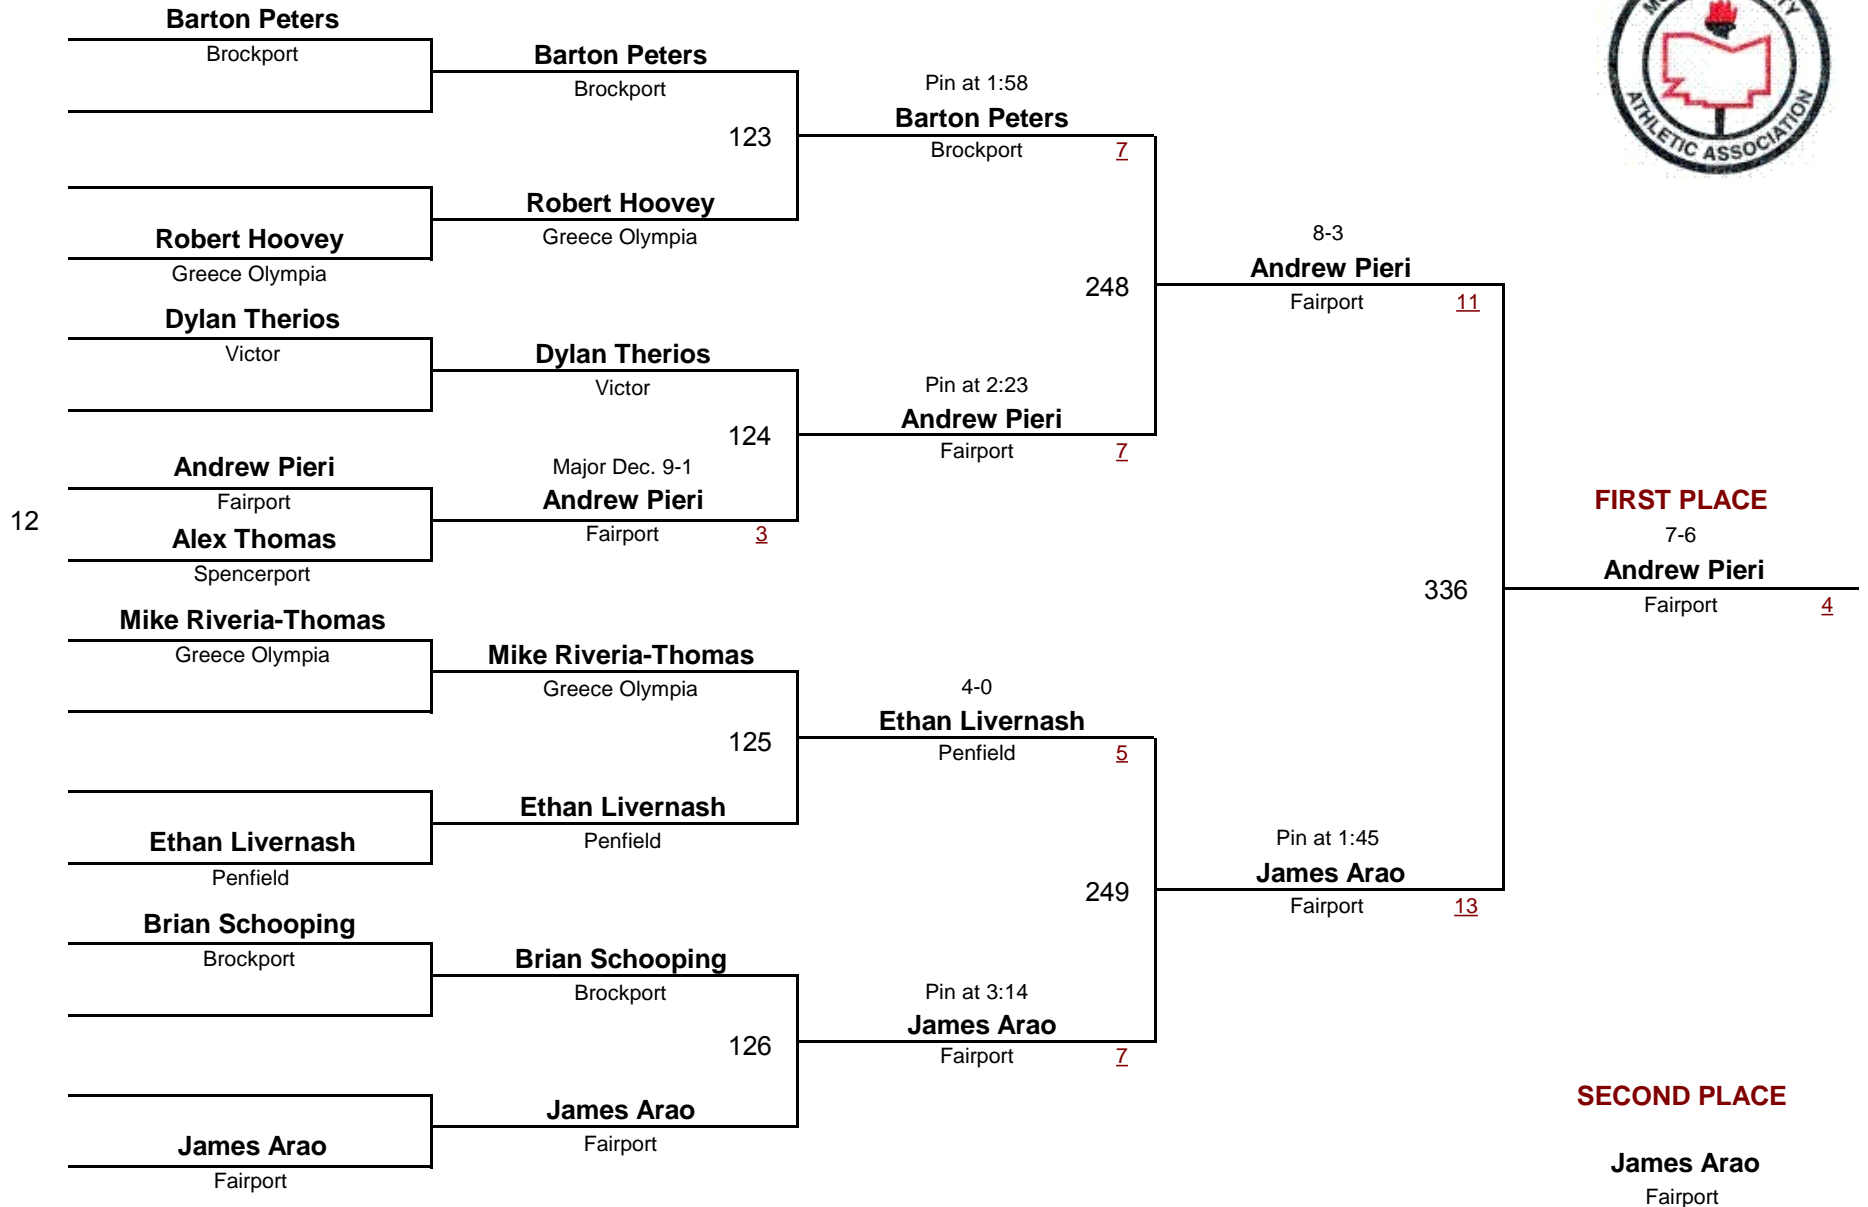 Barton Peters
Brockport
Robert Hoovey
Greece Olympia
Dylan Therios
Victor
12
Andrew Pieri
Fairport
Alex Thomas
Spencerport
Mike Riveria-Thomas
Greece Olympia
Ethan Livernash
Penfield
Brian Schooping
Brockport
James Arao
Fairport
Barton Peters
Brockport
123
Robert Hoovey
Greece Olympia
Dylan Therios
Victor
124
Major Dec. 9-1
Andrew Pieri
Fairport 3
Mike Riveria-Thomas
Greece Olympia
125
Ethan Livernash
Penfield
Brian Schooping
Brockport
126
James Arao
Fairport
Pin at 1:58
Barton Peters
Brockport 7
248
Pin at 2:23
Andrew Pieri
Fairport 7
4-0
Ethan Livernash
Penfield 5
249
Pin at 3:14
James Arao
Fairport 7
8-3
Andrew Pieri
Fairport 11
336
Pin at 1:45
James Arao
Fairport 13
ATHLETIC ASSOCIATION
FIRST PLACE
7-6
Andrew Pieri
Fairport 4
SECOND PLACE
James Arao
Fairport